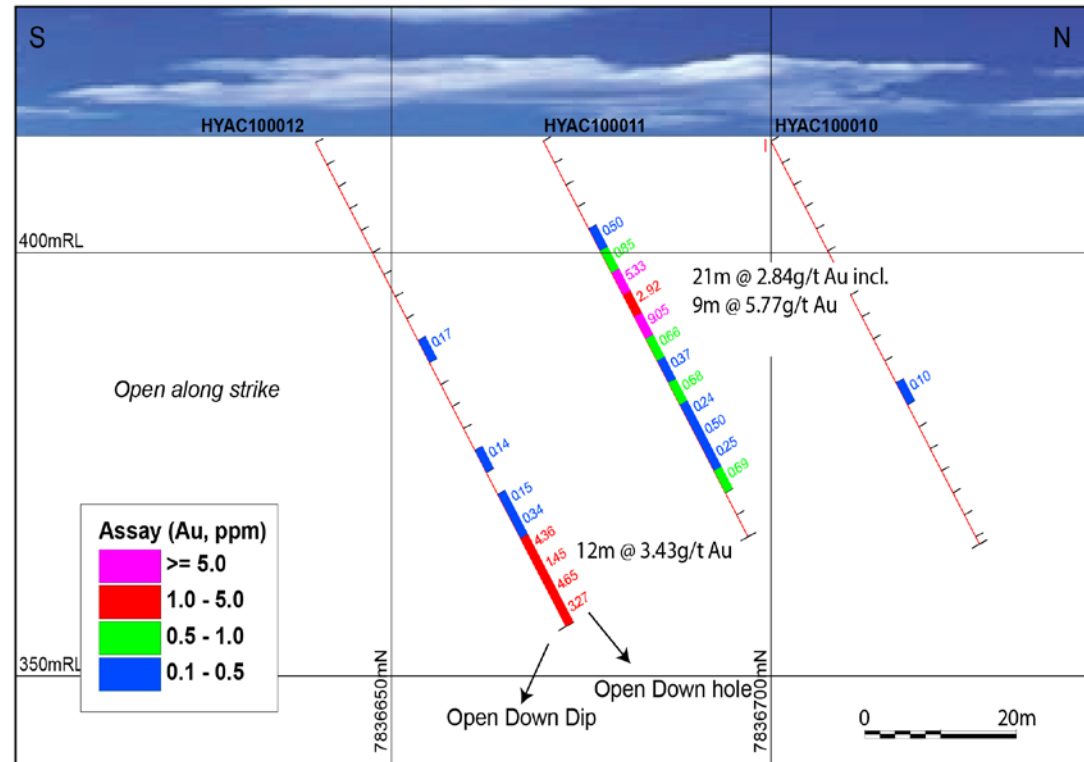 S
N
HYAC100012
HYAC100011
HYAC100010
400mRL
0.50
0.85
5.33
2.92
9.05
0.66
0.37
0.68
0.24
0.50
0.25
0.69
21m @ 2.84g/t Au incl.
9m @ 5.77g/t Au
0.17
0.10
Open along strike
0.14
0.15
0.34
4.36
1.45
4.65
3.27
12m @ 3.43g/t Au
Assay (Au, ppm)
>= 5.0
1.0 - 5.0
0.5 - 1.0
0.1 - 0.5
350mRL
7836650mN
7836700mN
Open Down hole
Open Down Dip
0
20m